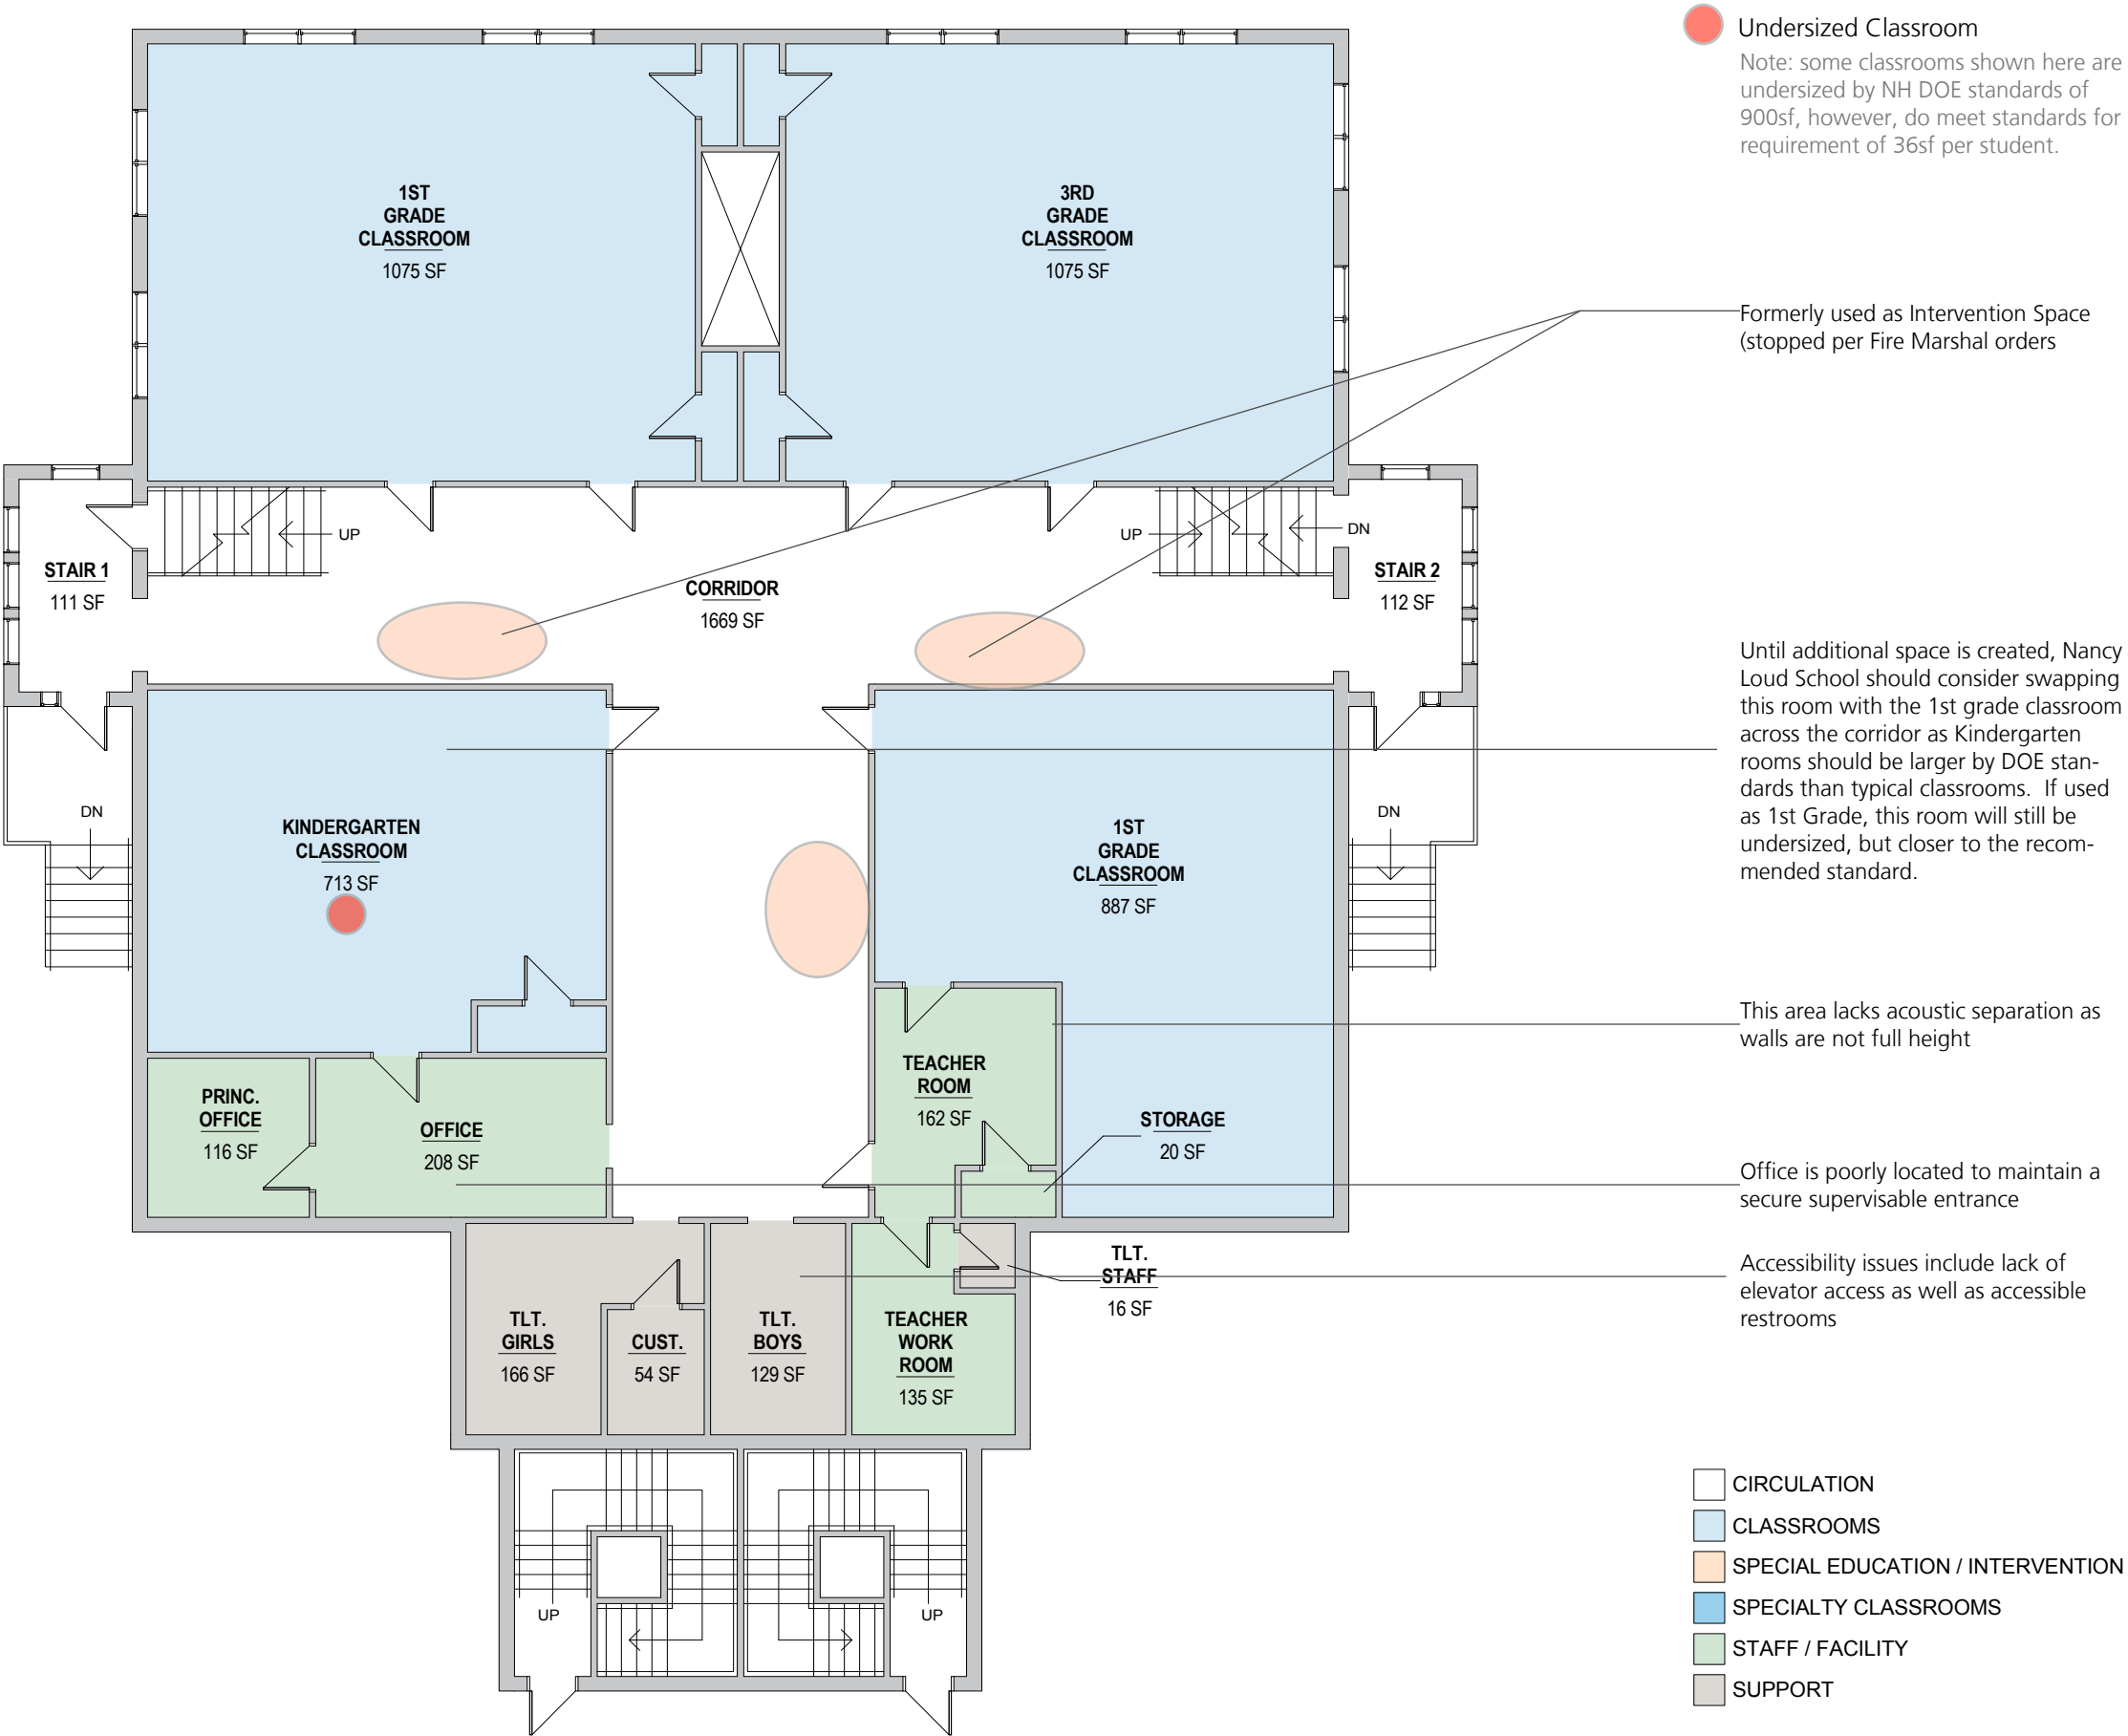 Undersized Classroom
Note: some classrooms shown here are
undersized by NH DOE standards of
900sf, however, do meet standards for
requirement of 36sf per student.
1ST
GRADE
CLASSROOM
1075 SF
3RD
GRADE
CLASSROOM
1075 SF
Formerly used as Intervention Space
(stopped per Fire Marshal orders
UP
UP
DN
STAIR 1
111 SF
CORRIDOR
1669 SF
STAIR 2
112 SF
Until additional space is created, Nancy
Loud School should consider swapping
this room with the 1st grade classroom
across the corridor as Kindergarten
rooms should be larger by DOE stan-
dards than typical classrooms.  If used
as 1st Grade, this room will still be
undersized, but closer to the recom-
mended standard.
DN
KINDERGARTEN
CLASSROOM
713 SF
1ST
GRADE
CLASSROOM
887 SF
DN
This area lacks acoustic separation as
walls are not full height
PRINC.
OFFICE
116 SF
OFFICE
208 SF
TEACHER
ROOM
162 SF
STORAGE
20 SF
Office is poorly located to maintain a
secure supervisable entrance
TLT.
STAFF
16 SF
Accessibility issues include lack of
elevator access as well as accessible
restrooms
TLT.
GIRLS
166 SF
CUST.
54 SF
TLT.
BOYS
129 SF
TEACHER
WORK
ROOM
135 SF
UP
UP
CIRCULATION
CLASSROOMS
SPECIAL EDUCATION / INTERVENTION
SPECIALTY CLASSROOMS
STAFF / FACILITY
SUPPORT